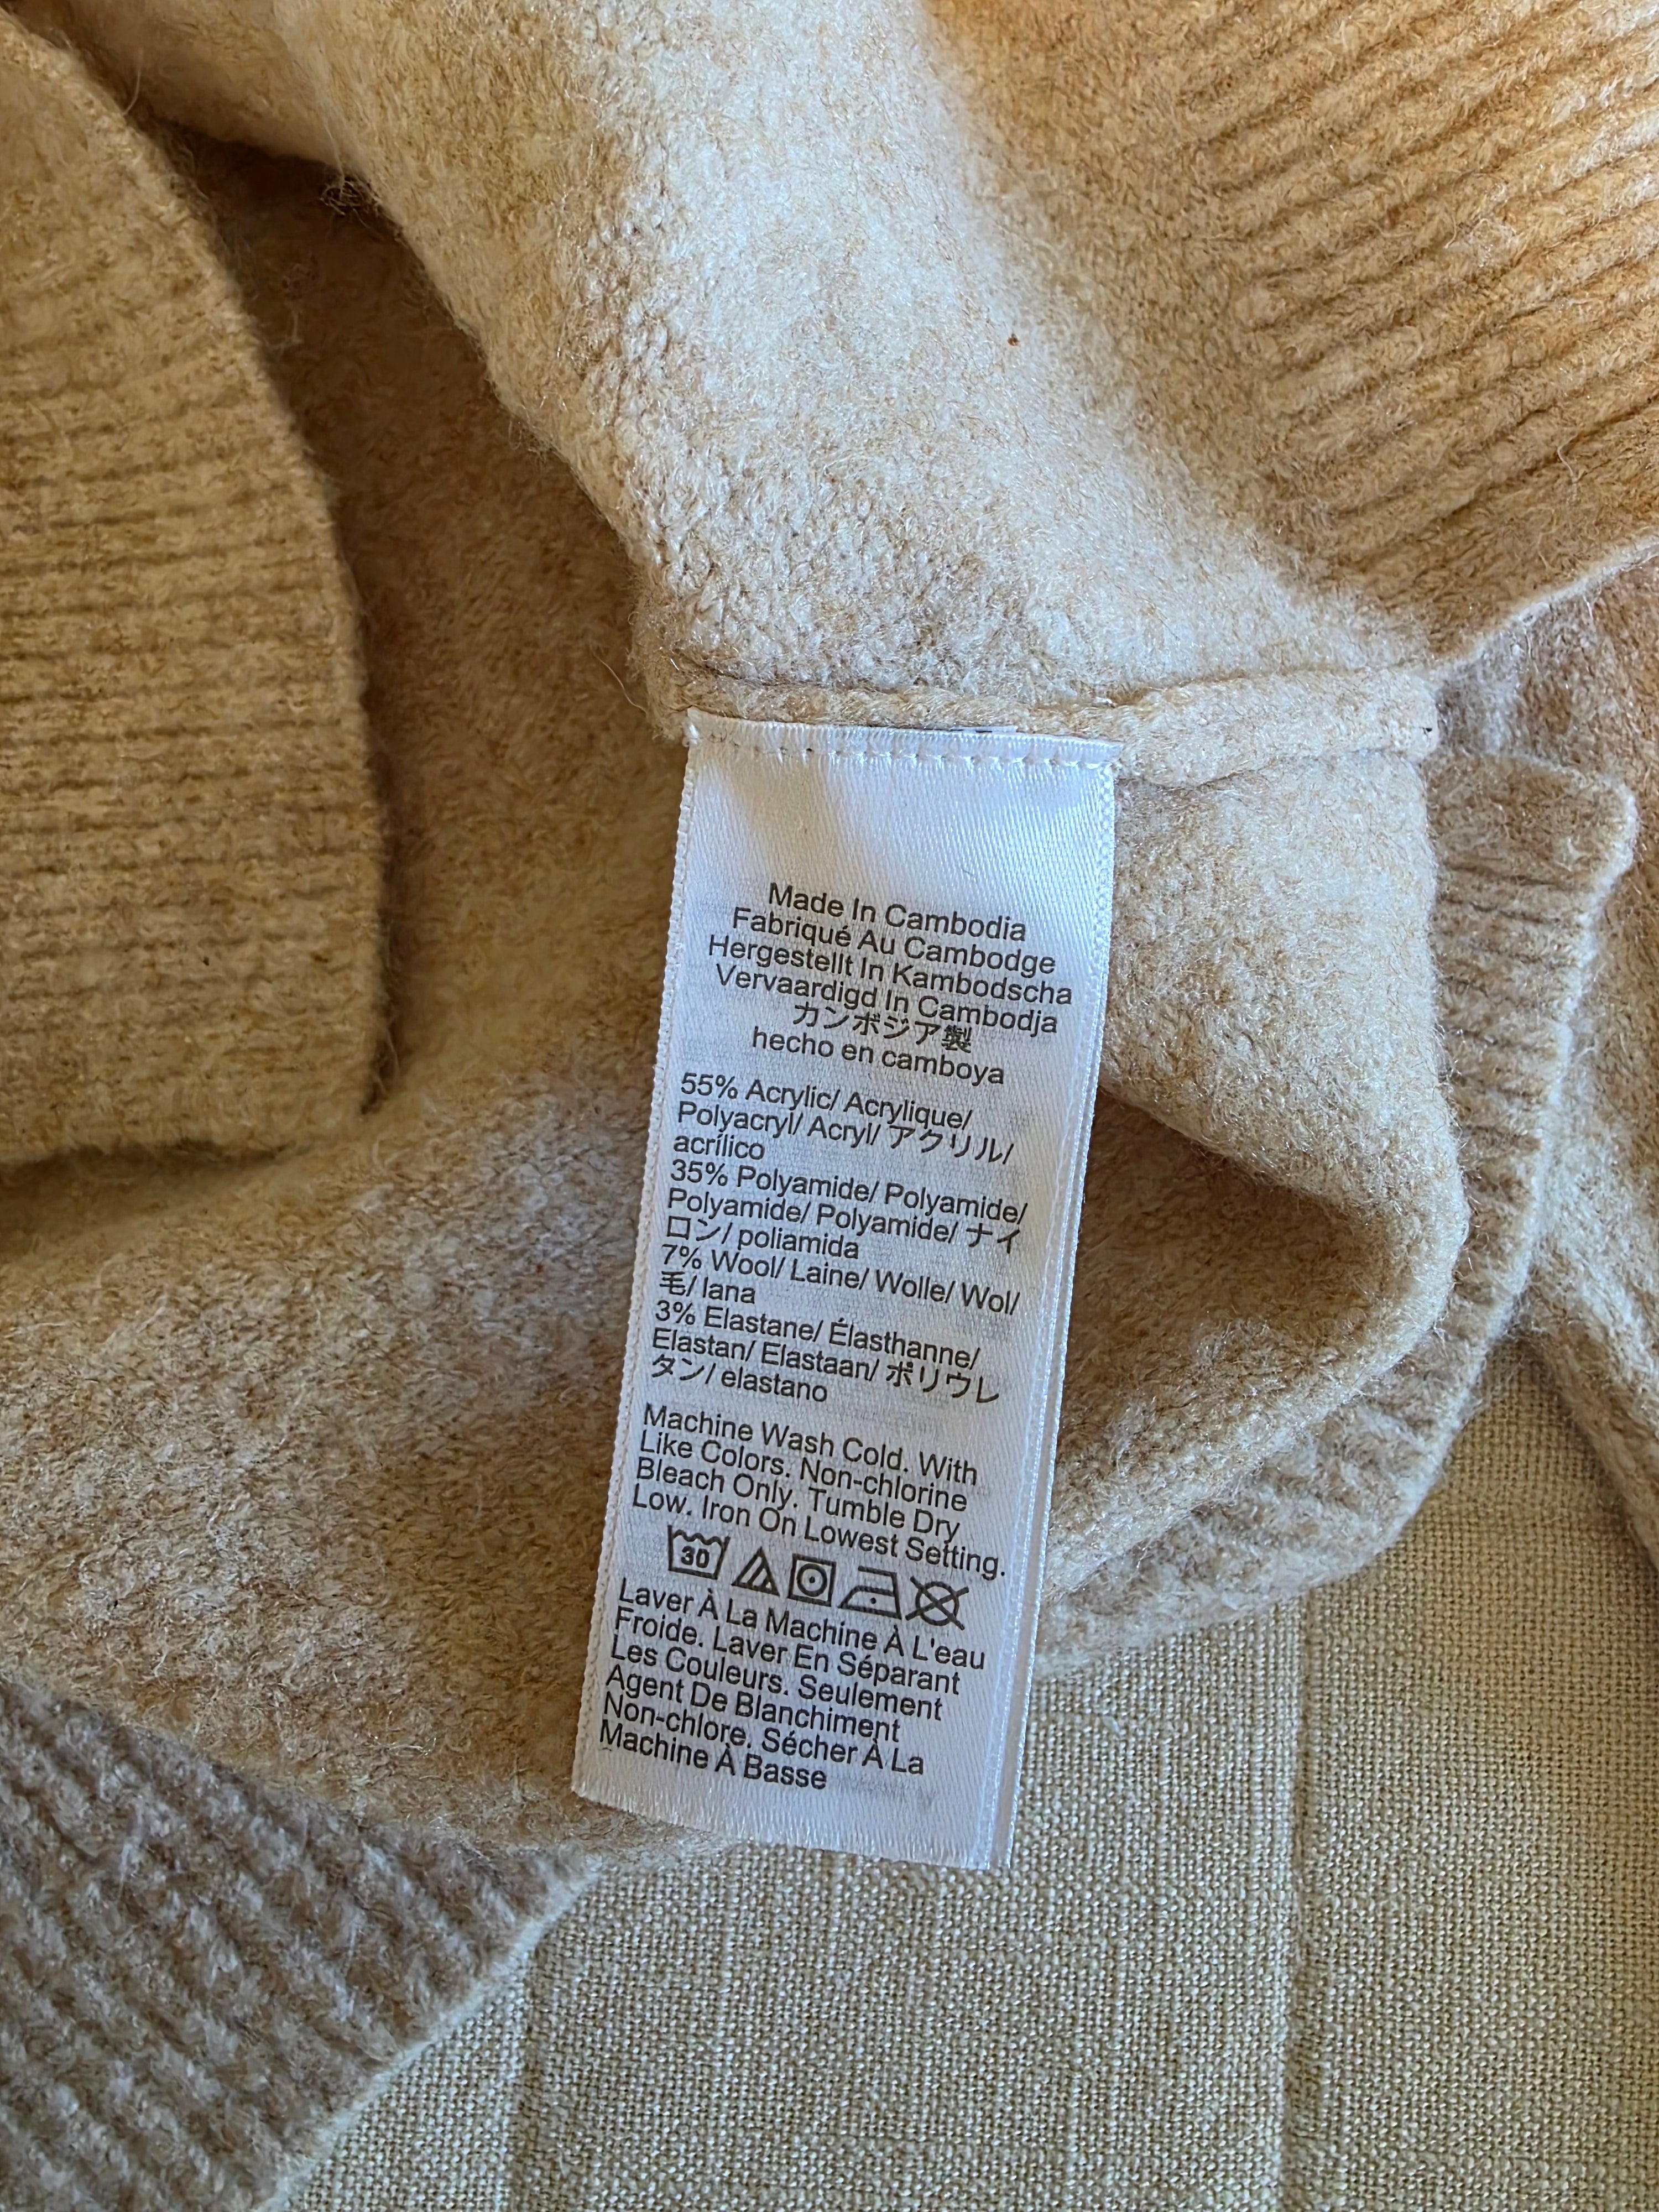 Made In Cambodia
Fabriqué Au Cambodge
Hergestellt In Kambodscha
Vervaardigd In Cambodja
カンボジア製
hecho en camboya
55% Acrylic/ Acrylique/
Polyacryl/ Acryl/ アクリル/
acrílico
35% Polyamide/ Polyamide/
Polyamide/ Polyamide/ ナイ
ロン/ poliamida
7% Wool/ Laine/ Wolle/ Wol/
毛/ lana
3% Elastane/ Élasthanne/
Elastan/ Elastaan/ ポリウレ
タン/ elastano
Machine Wash Cold. With
Like Colors. Non-chlorine
Bleach Only. Tumble Dry
Low. Iron On Lowest Setting.
30
Laver À La Machine À L'eau
Froide. Laver En Séparant
Les Couleurs. Seulement
Agent De Blanchiment
Non-chlore. Sécher À La
Machine À Basse